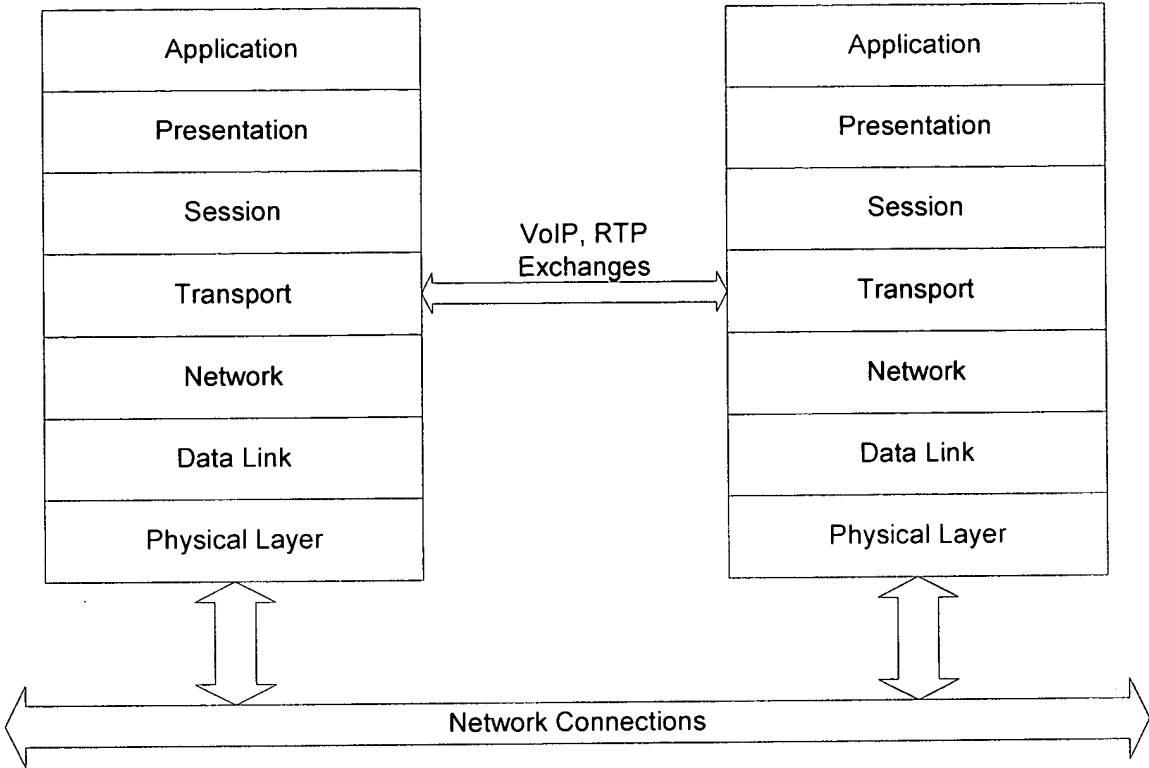 Application
Presentation
Session
Transport
Network
Data Link
Physical Layer
VoIP, RTP
Exchanges
Application
Presentation
Session
Transport
Network
Data Link
Physical Layer
Network Connections